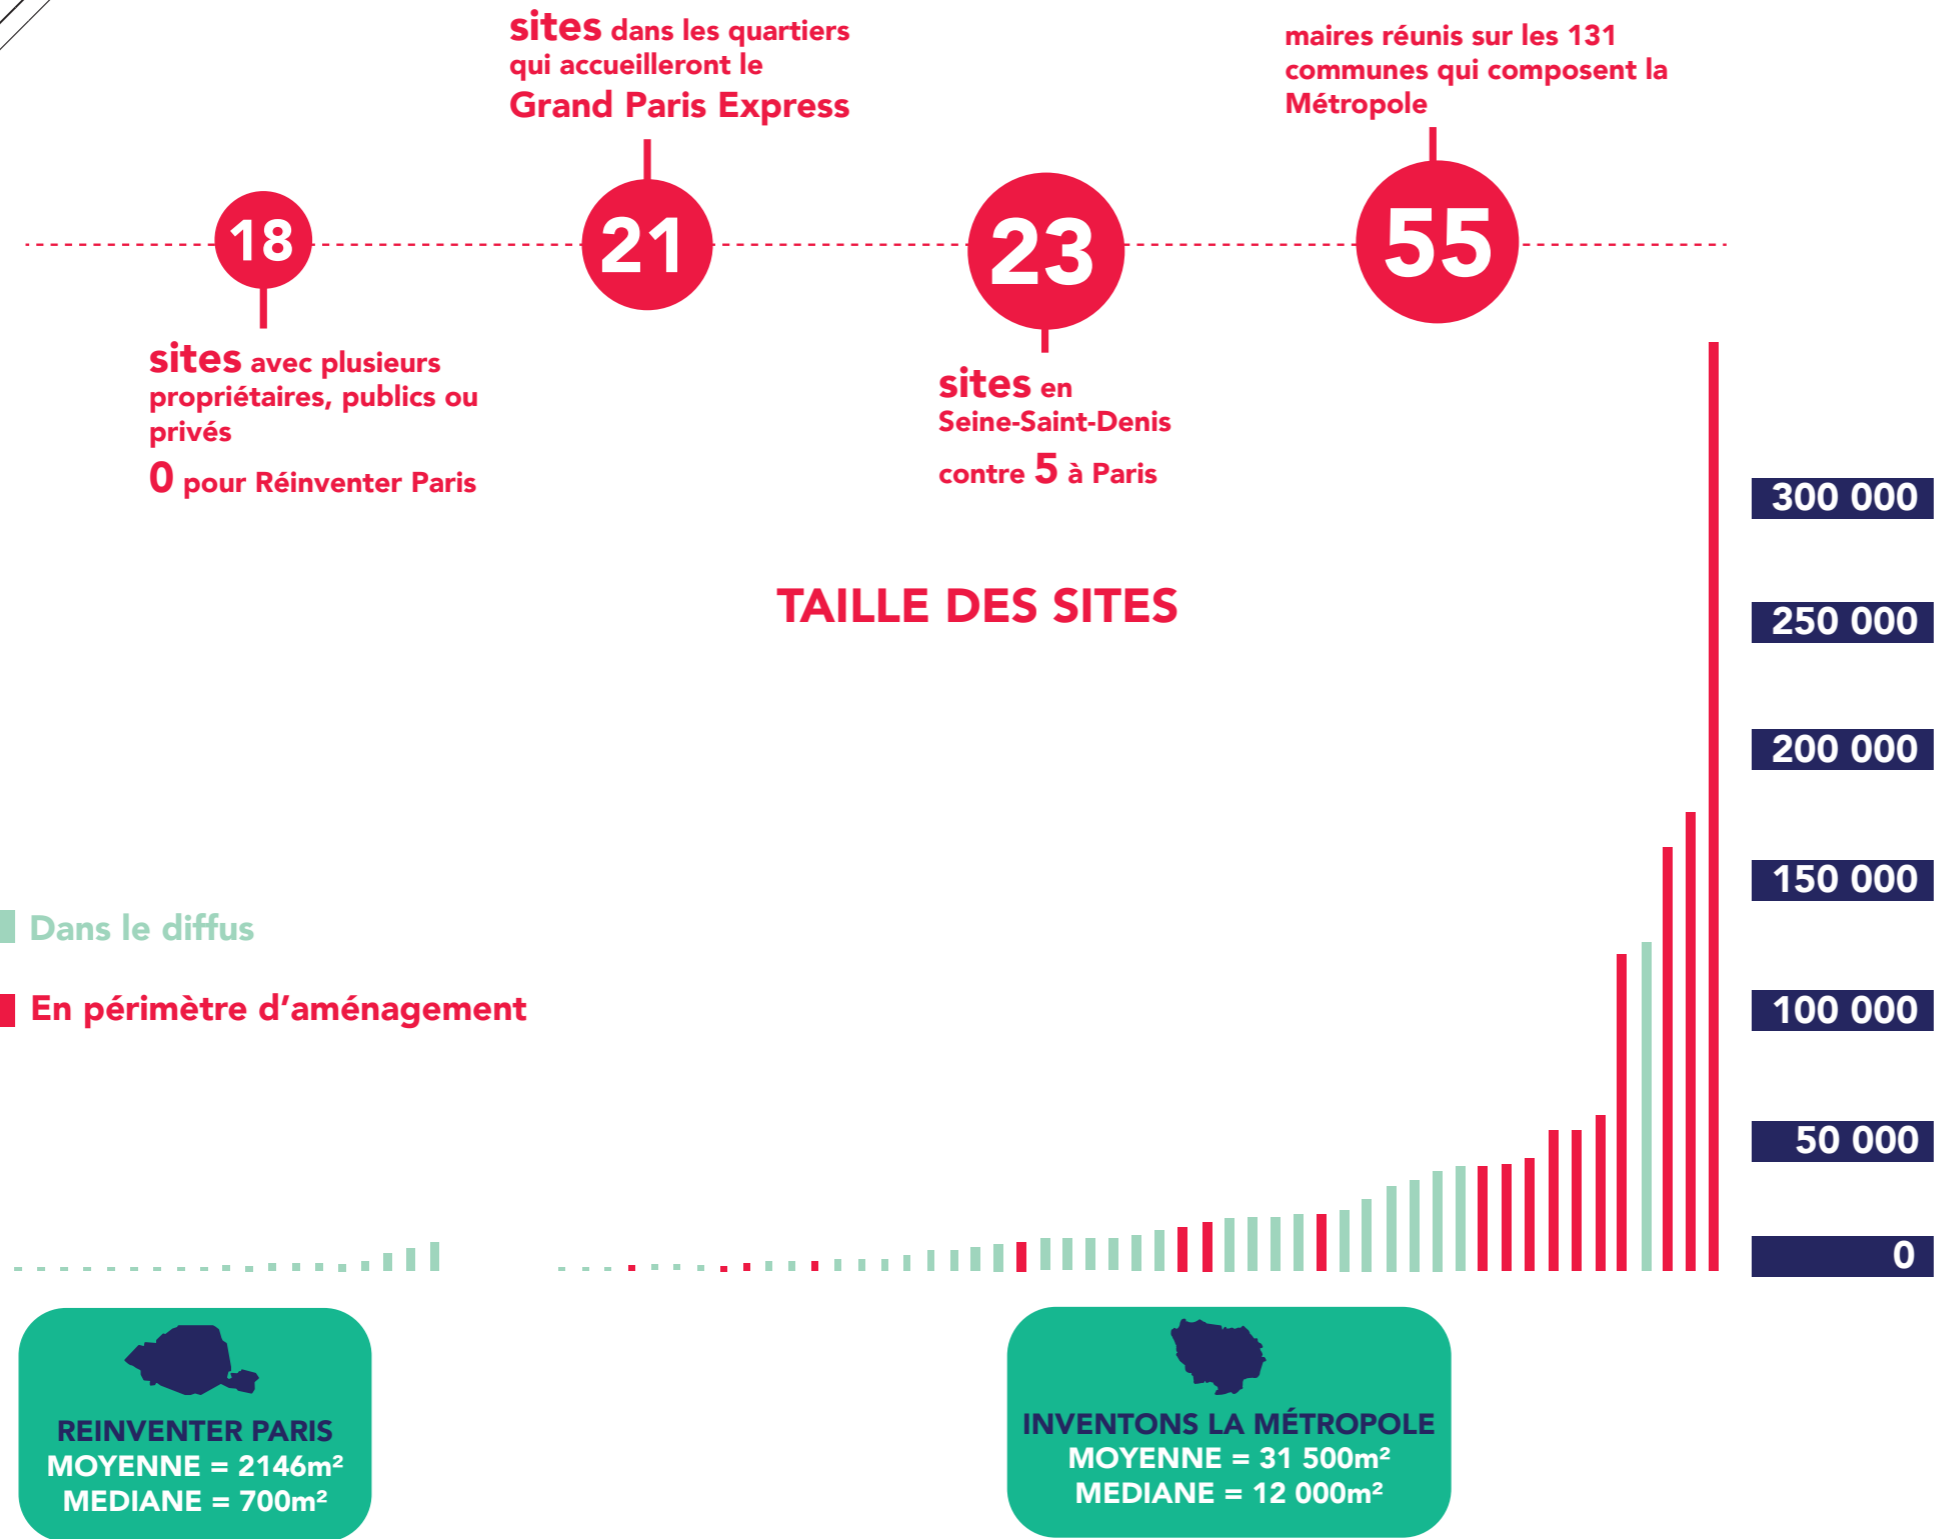 sites dans les quartiers
qui accueilleront le
Grand Paris Express
maires réunis sur les 131
communes qui composent la
Métropole
18
21
23
55
sites avec plusieurs
propriétaires, publics ou
privés
0 pour Réinventer Paris
sites en
Seine-Saint-Denis
contre 5 à Paris
TAILLE DES SITES
300 000
250 000
200 000
150 000
100 000
50 000
0
Dans le diffus
En périmètre d’aménagement
REINVENTER PARIS
MOYENNE = 2146m²
MEDIANE = 700m²
INVENTONS LA MÉTROPOLE
MOYENNE = 31 500m²
MEDIANE = 12 000m²